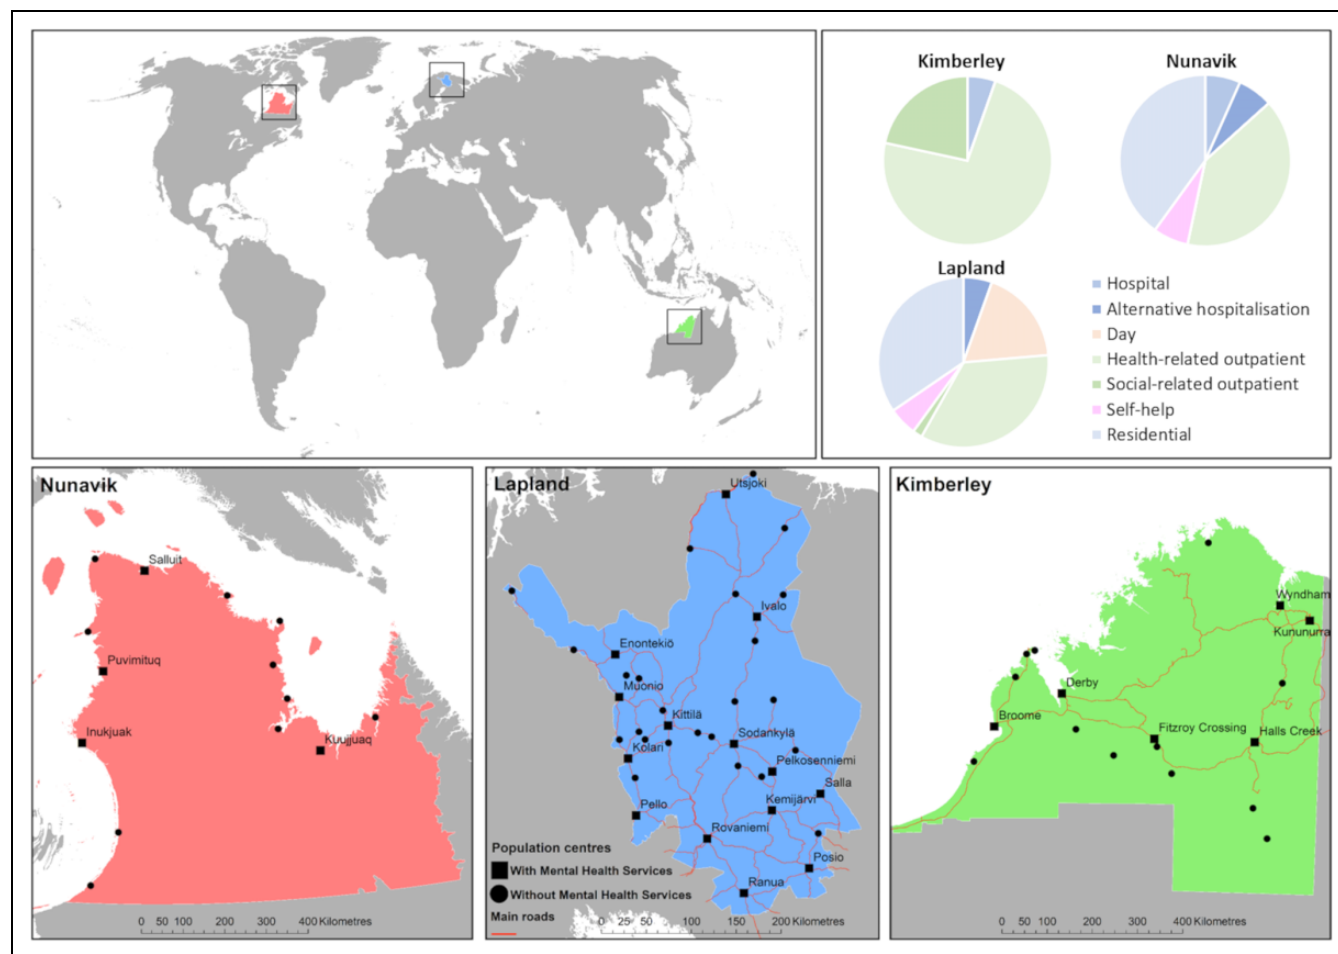 Kimberley
Nunavik
Lapland
Hospital
Alternative hospitalisation
Day
Health-related outpatient
Social-related outpatient
Self-help
Residential
Nunavik
Salluit
Puvimituq
Inukjuak
Kuujjuaq
0 50 100 200 300 400 Kilometres
Lapland
Utsjoki
Ivalo
Enontekiö
Muonio
Kittilä
Sodankylä
Kolari
Pelkosenniemi
Salla
Pello
Kemijärvi
Rovaniemi
Posio
Ranua
Population centres
With Mental Health Services
Without Mental Health Services
Main roads
0 25 50 100 150 200 Kilometres
Kimberley
Wyndham
Kununurra
Derby
Broome
Fitzroy Crossing
Halls Creek
0 50 100 200 300 400 Kilometres